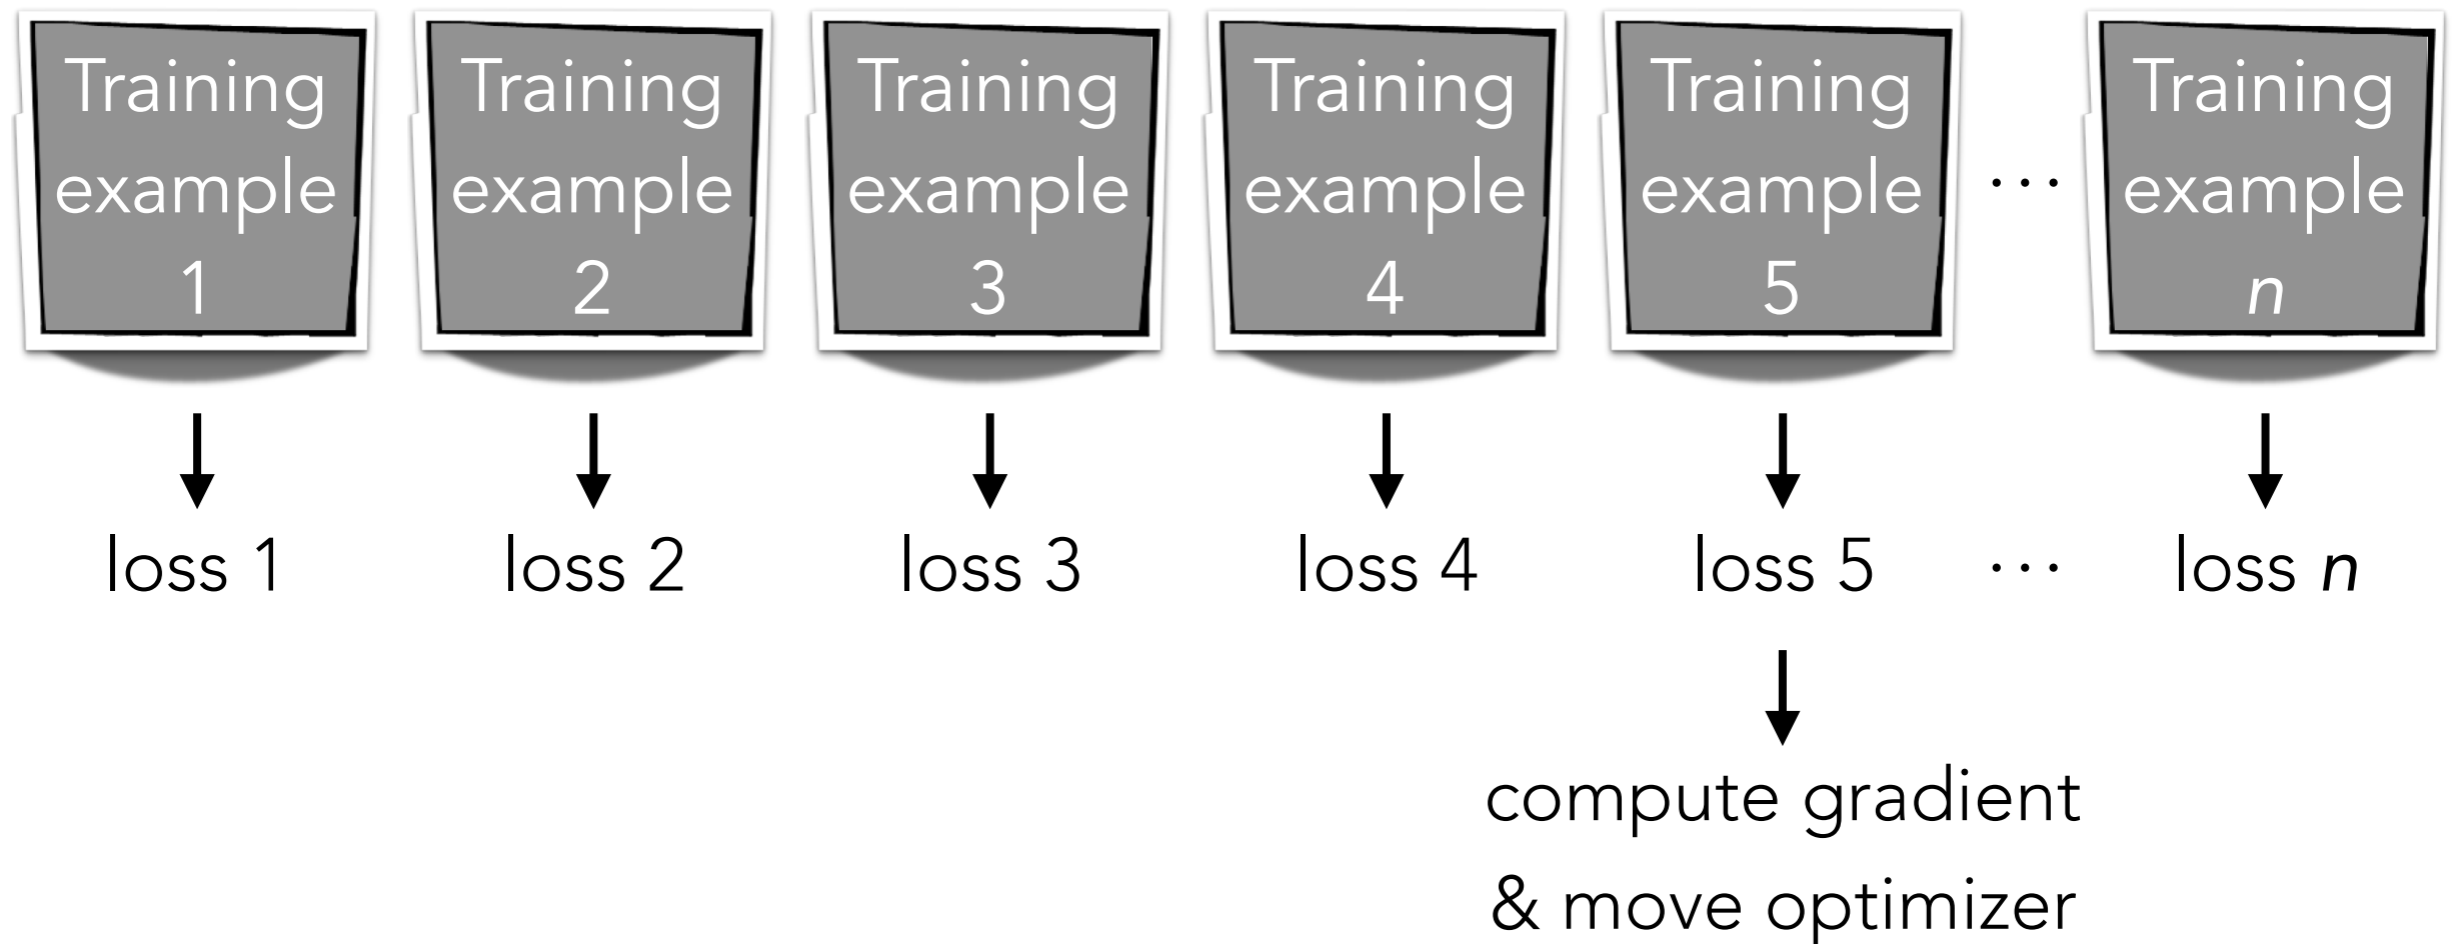 Training example 1
Training example 2
Training example 3
Training example 4
Training example 5
...
Training example n
loss 1
loss 2
loss 3
loss 4
loss 5
...
loss n
compute gradient
& move optimizer